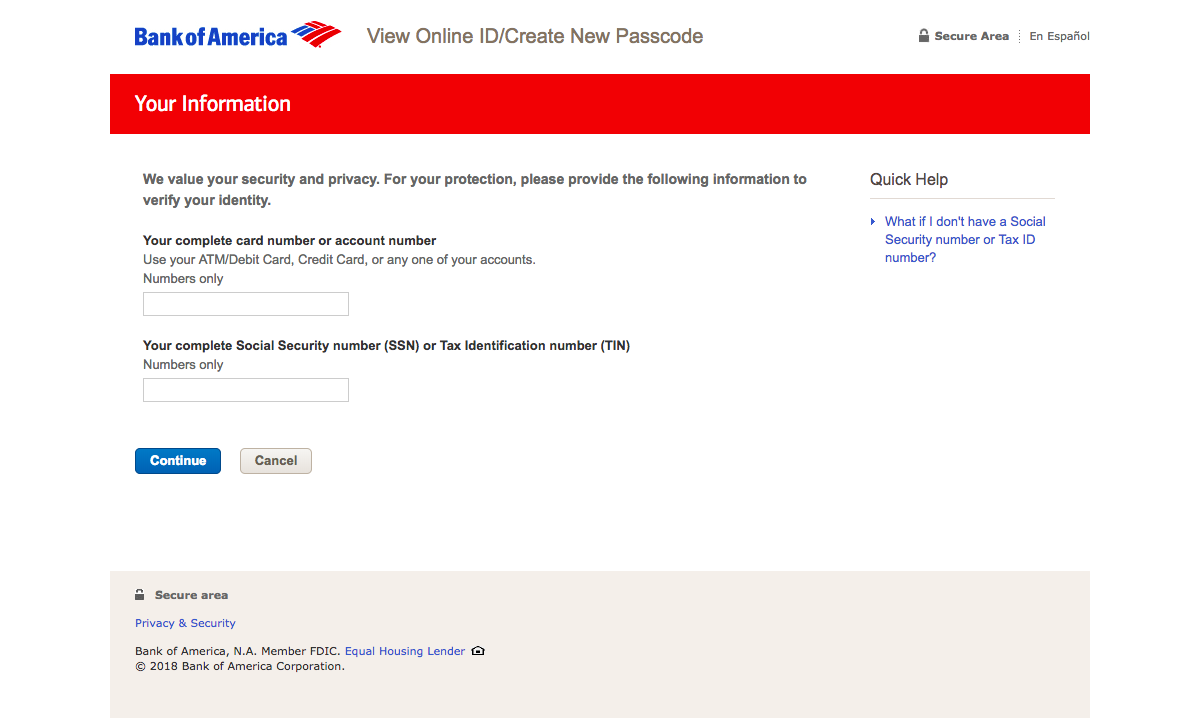 Bank of America
View Online ID/Create New Passcode
Secure Area
En Español
Your Information
We value your security and privacy. For your protection, please provide the following information to
verify your identity.
Your complete card number or account number
Use your ATM/Debit Card, Credit Card, or any one of your accounts.
Numbers only
Your complete Social Security number (SSN) or Tax Identification number (TIN)
Numbers only
Continue
Cancel
Quick Help
What if I don't have a Social
Security number or Tax ID
number?
Secure area
Privacy & Security
Bank of America, N.A. Member FDIC. Equal Housing Lender
© 2018 Bank of America Corporation.